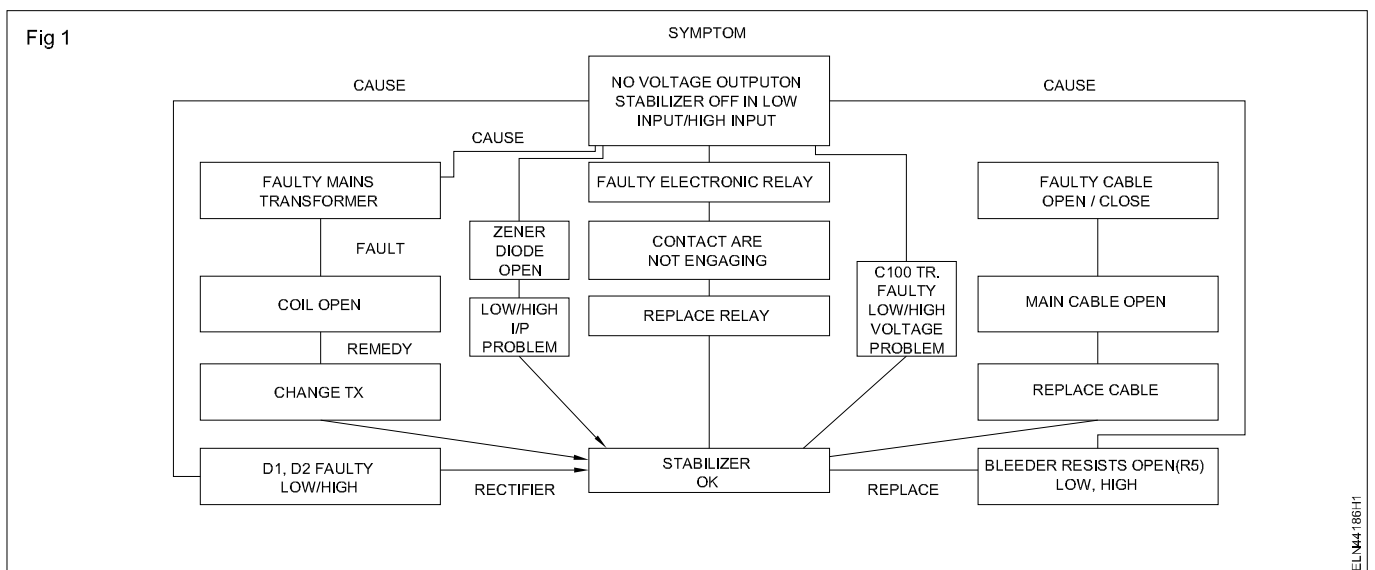 Fig 1
SYMPTOM
NO VOLTAGE OUTPUTON
STABILIZER OFF IN LOW
INPUT/HIGH INPUT
CAUSE
CAUSE
CAUSE
FAULTY MAINS
TRANSFORMER
FAULT
COIL OPEN
REMEDY
CHANGE TX
D1, D2 FAULTY
LOW/HIGH
RECTIFIER
ZENER
DIODE
OPEN
LOW/HIGH
I/P
PROBLEM
FAULTY ELECTRONIC RELAY
CONTACT ARE
NOT ENGAGING
REPLACE RELAY
STABILIZER
OK
C100 TR.
FAULTY
LOW/HIGH
VOLTAGE
PROBLEM
FAULTY CABLE
OPEN / CLOSE
MAIN CABLE OPEN
REPLACE CABLE
REPLACE
BLEEDER RESISTS OPEN(R5)
LOW, HIGH
ELN44186H1